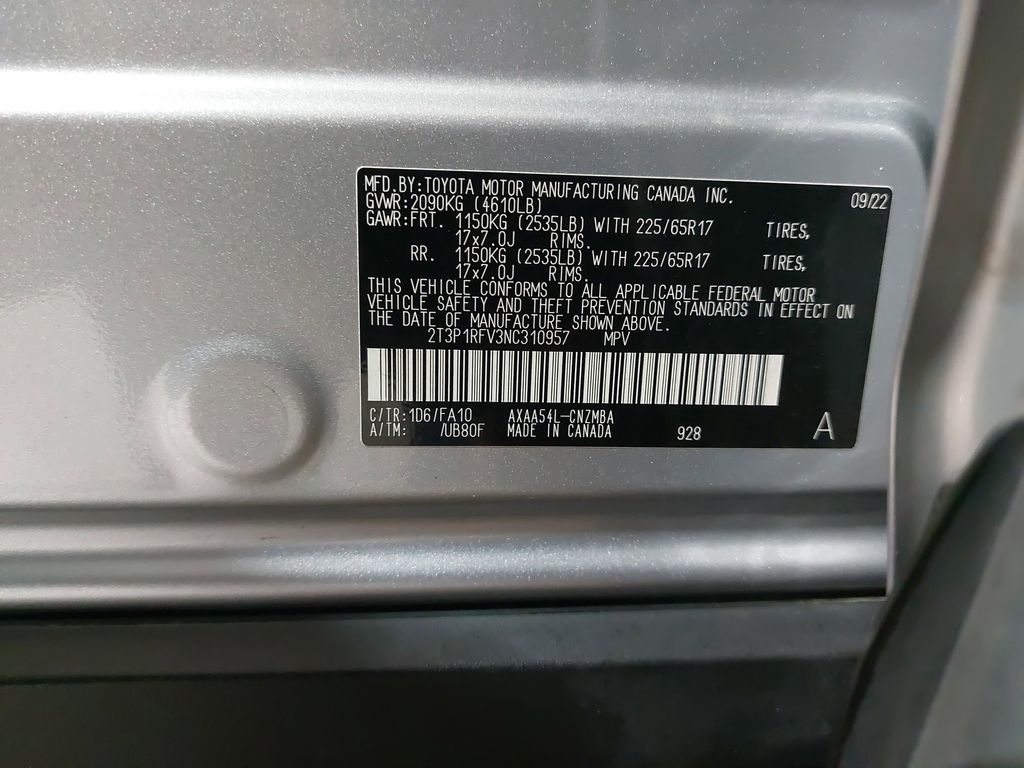 MFD.BY:TOYOTA MOTOR MANUFACTURING CANADA INC. 09/22
GVWR:2090KG (4610LB)
GAWR:FRT. 1150KG (2535LB) WITH 225/65R17 TIRES,
17x7.0J RIMS.
RR. 1150KG (2535LB) WITH 225/65R17 TIRES,
17x7.0J RIMS.
THIS VEHICLE CONFORMS TO ALL APPLICABLE FEDERAL MOTOR
VEHICLE SAFETY AND THEFT PREVENTION STANDARDS IN EFFECT ON
THE DATE OF MANUFACTURE SHOWN ABOVE.
2T3P1RFV3NC310957 MPV
C/TR:1D6/FA10 AXAA54L-CNZMBA
A/TM: /UB80F MADE IN CANADA 928 A